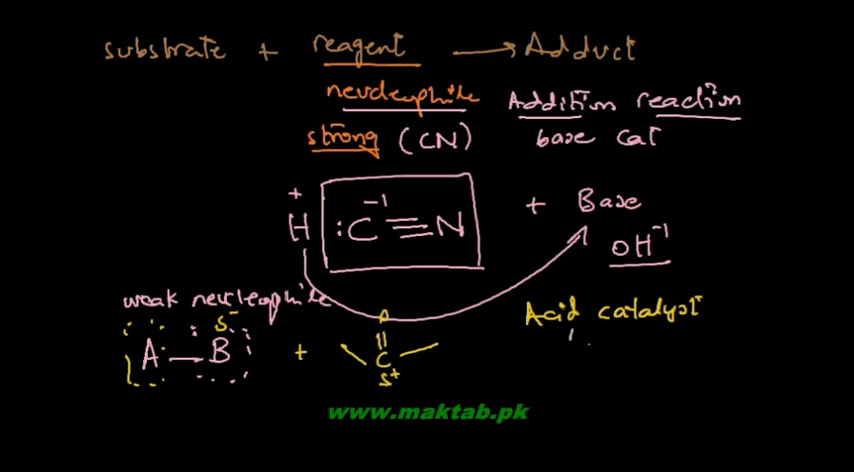 substrate + reagent → Adduct
neucleophile Addition reaction
strong (CN) base cat
+ −1
H :C≡N + Base
OH−1
weak neucleophile
Acid catalyst
δ−
A—B + C
δ+
www.maktab.pk